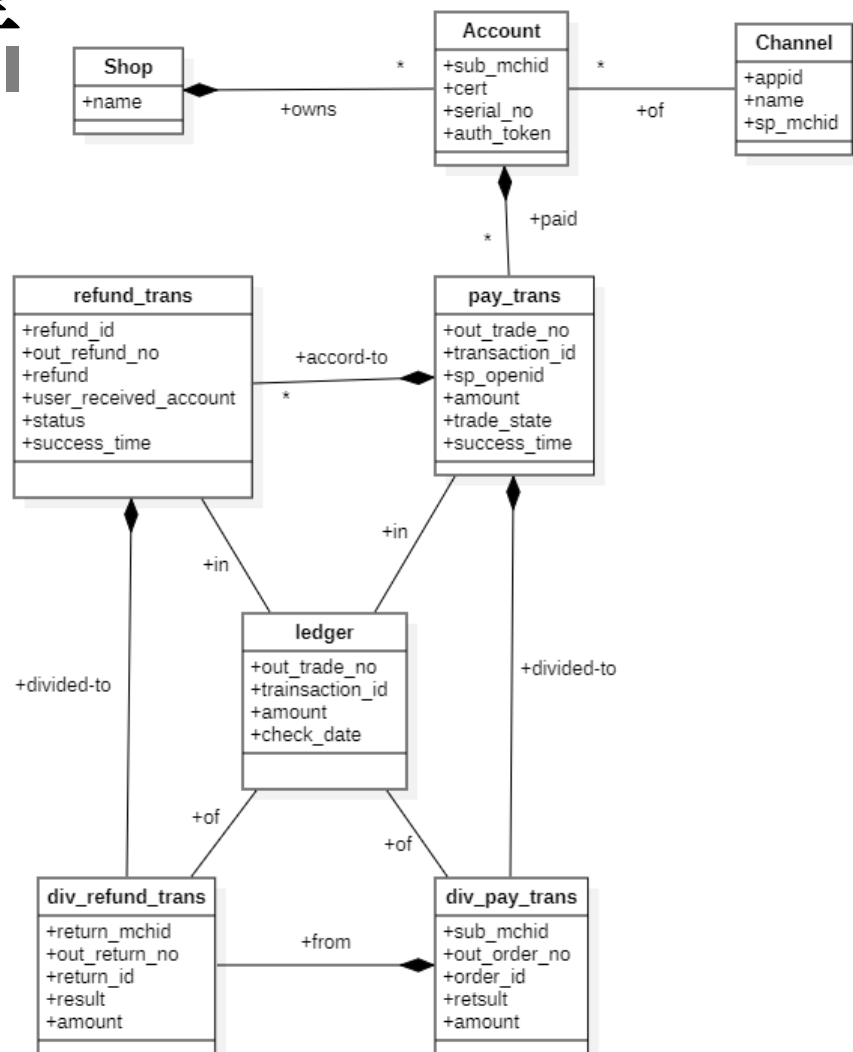 Shop
+name
*
+owns
Account
+sub_mchid
+cert
+serial_no
+auth_token
*
+of
Channel
+appid
+name
+sp_mchid
+paid
*
refund_trans
+refund_id
+out_refund_no
+refund
+user_received_account
+status
+success_time
+accord-to
*
pay_trans
+out_trade_no
+transaction_id
+sp_openid
+amount
+trade_state
+success_time
+in
+in
ledger
+out_trade_no
+trainsaction_id
+amount
+check_date
+divided-to
+divided-to
+of
+of
div_refund_trans
+return_mchid
+out_return_no
+return_id
+result
+amount
+from
div_pay_trans
+sub_mchid
+out_order_no
+order_id
+retsult
+amount